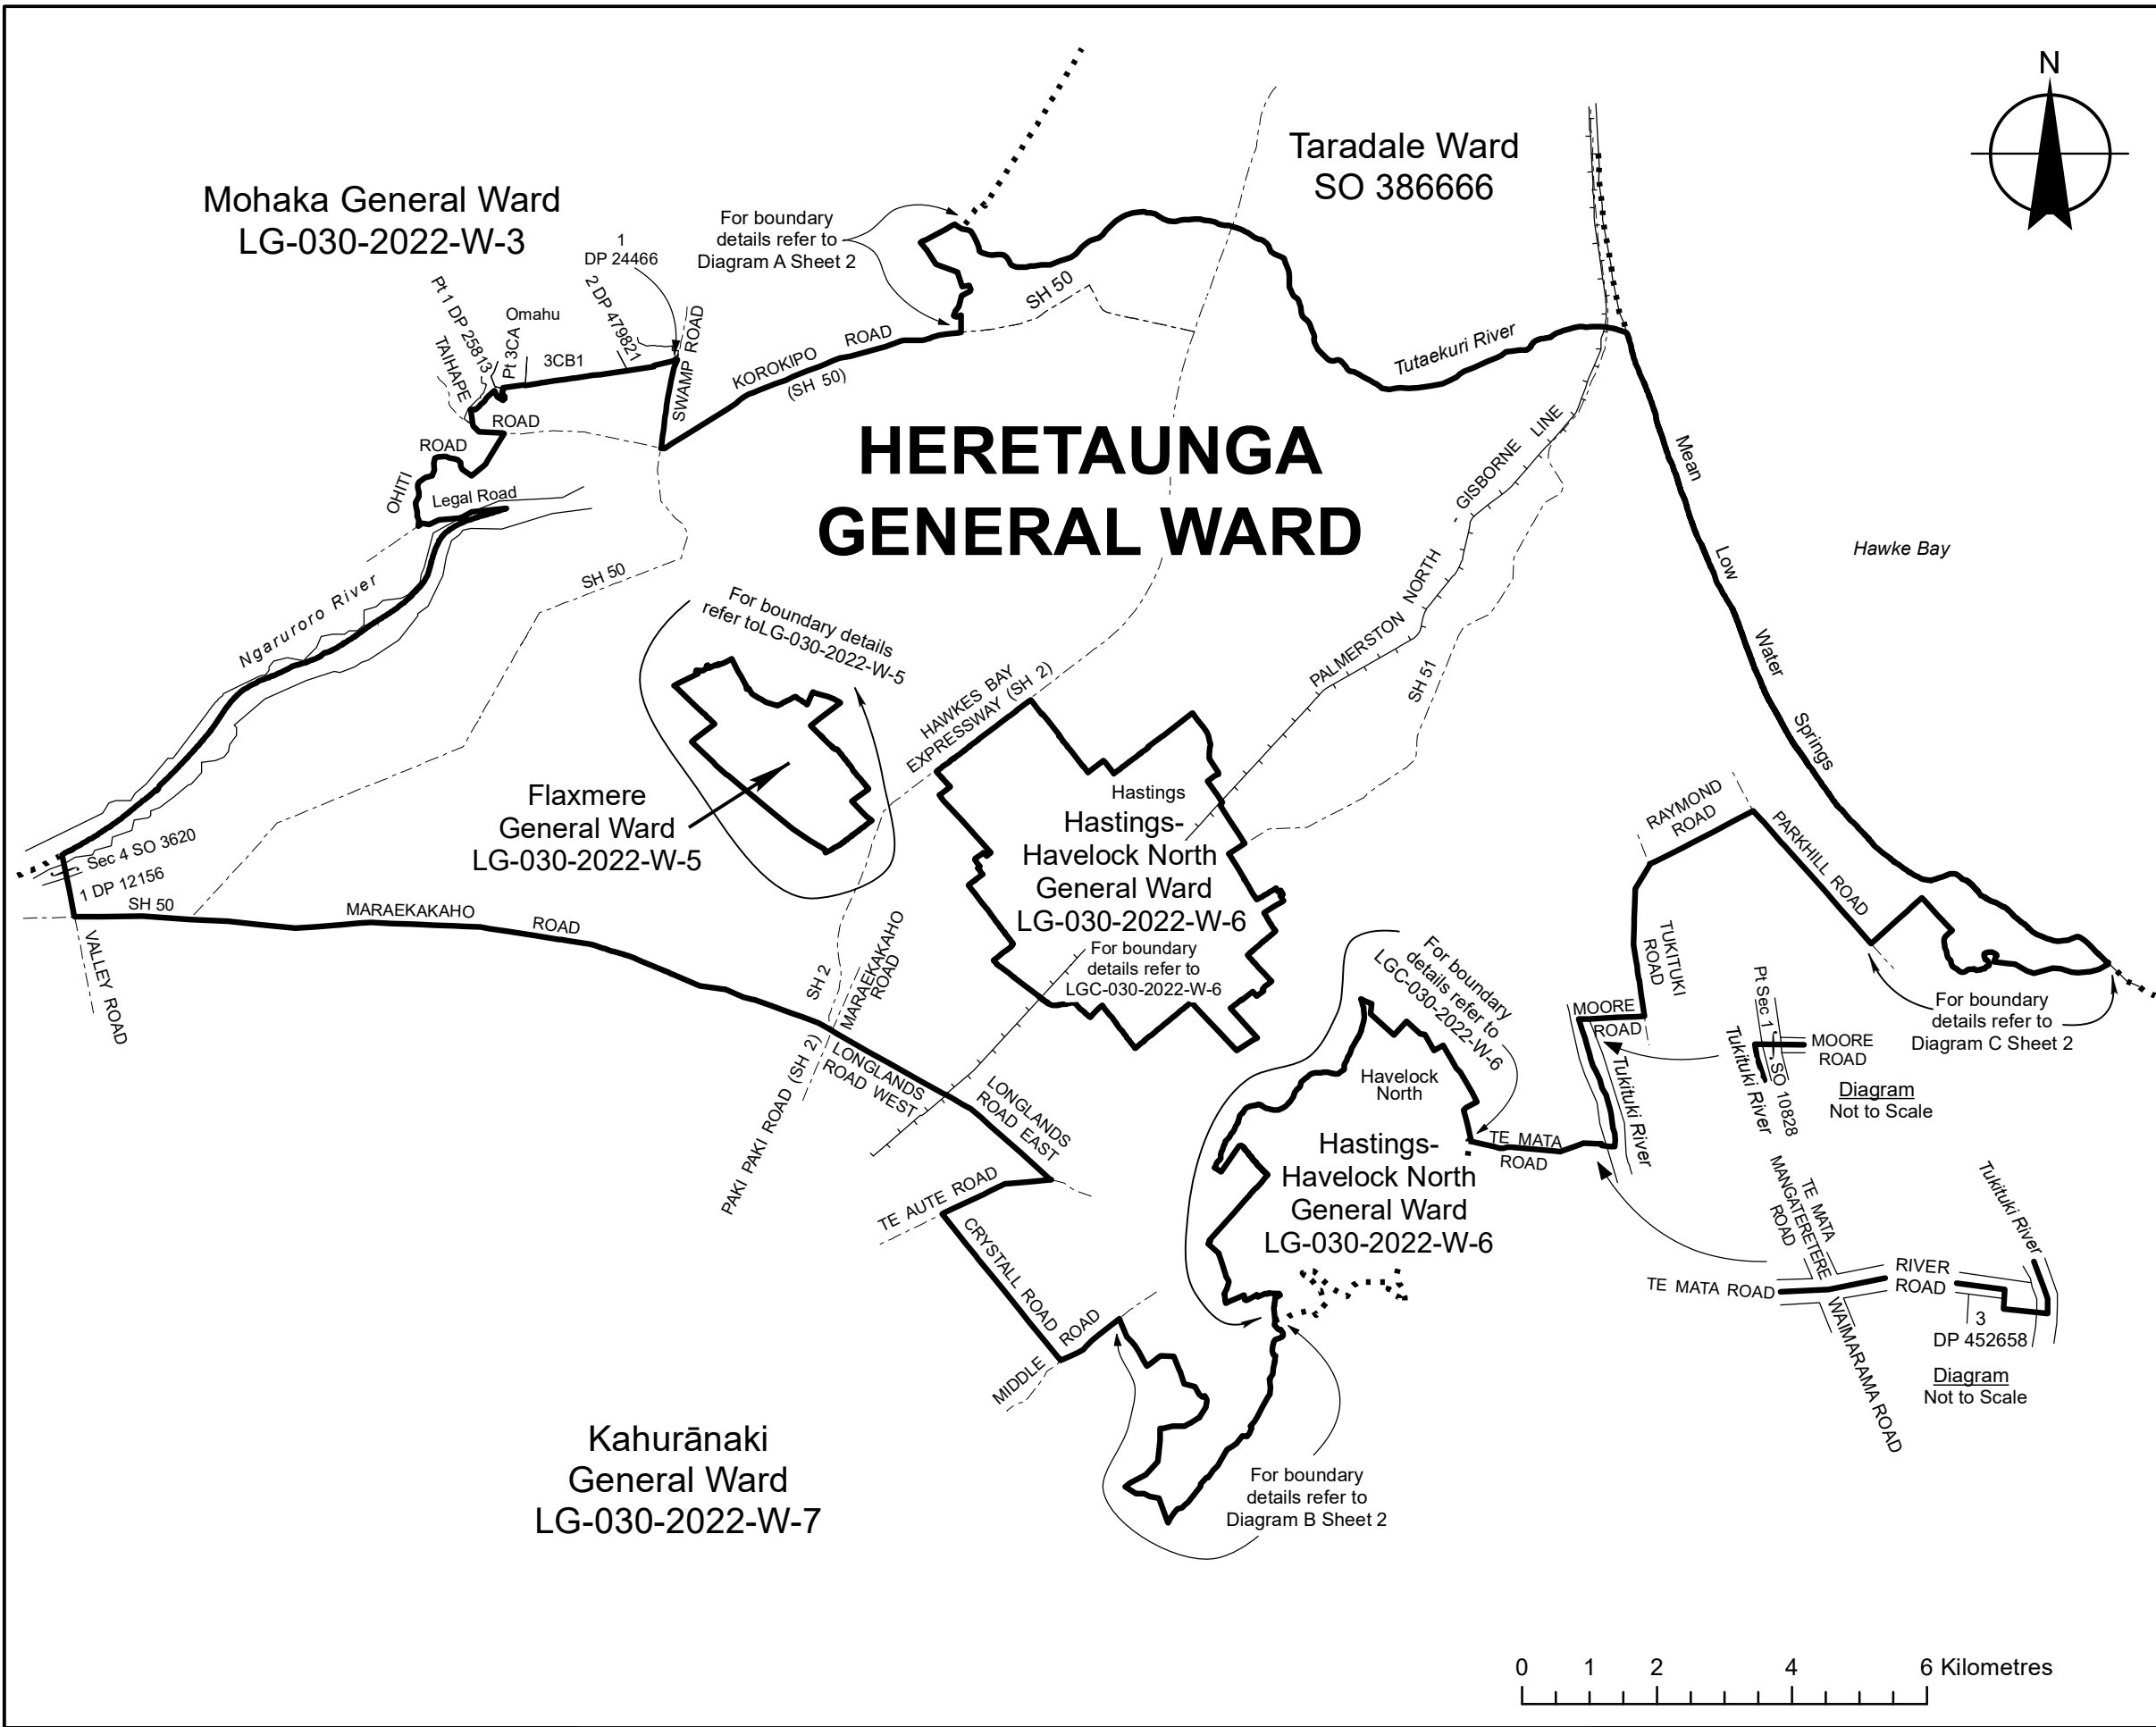 N
Taradale Ward
SO 386666
Mohaka General Ward
LG-030-2022-W-3
For boundary
details refer to
Diagram A Sheet 2
1
DP 24466
2 DP 479821
Pt 1 DP 25813
Pt 3CA
Omahu
3CB1
TAIHAPE
ROAD
SWAMP ROAD
KOROKIPO ROAD
(SH 50)
SH 50
Tutaekuri River
OHITI
ROAD
Legal Road
HERETAUNGA
GENERAL WARD
PALMERSTON NORTH - GISBORNE LINE
Mean Low Water Springs
Hawke Bay
Ngaruroro River
SH 50
For boundary details
refer toLG-030-2022-W-5
HAWKES BAY
EXPRESSWAY (SH 2)
SH 51
Flaxmere
General Ward
LG-030-2022-W-5
Hastings
Hastings-
Havelock North
General Ward
LG-030-2022-W-6
For boundary
details refer to
LGC-030-2022-W-6
RAYMOND
ROAD
PARKHILL ROAD
Sec 4 SO 3620
1 DP 12156
SH 50
MARAEKAKAHO ROAD
VALLEY ROAD
SH 2
MARAEKAKAHO
ROAD
PAKI PAKI ROAD (SH 2)
LONGLANDS
ROAD WEST
LONGLANDS
ROAD EAST
For boundary
details refer to
LGC-030-2022-W-6
TUKITUKI
ROAD
MOORE
ROAD
Tukituki River
Pt Sec 1
SO 10828
Tukituki River
MOORE
ROAD
Diagram
Not to Scale
For boundary
details refer to
Diagram C Sheet 2
Havelock
North
Hastings-
Havelock North
General Ward
LG-030-2022-W-6
TE MATA
ROAD
TE AUTE ROAD
CRYSTALL ROAD
MIDDLE ROAD
TE MATA
MANGATERETERE
ROAD
Tukituki River
TE MATA ROAD
RIVER
ROAD
WAIMARAMA ROAD
3
DP 452658
Diagram
Not to Scale
Kahurānaki
General Ward
LG-030-2022-W-7
For boundary
details refer to
Diagram B Sheet 2
0 1 2 4 6 Kilometres